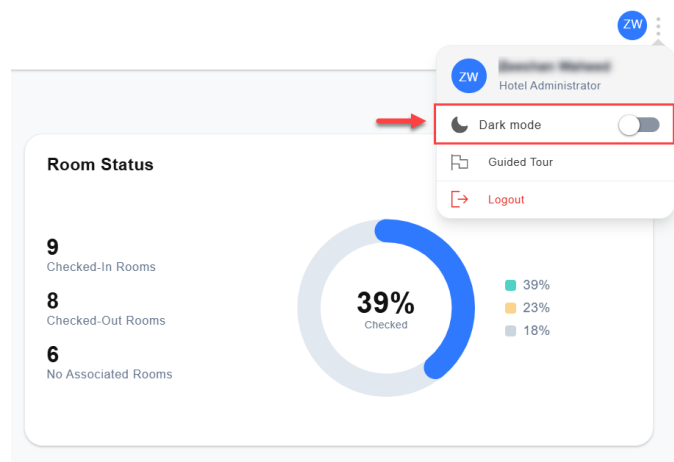 ZW
ZW
Hotel Administrator
Dark mode
Guided Tour
Logout
Room Status
9
Checked-In Rooms
8
Checked-Out Rooms
6
No Associated Rooms
39%
Checked
39%
23%
18%